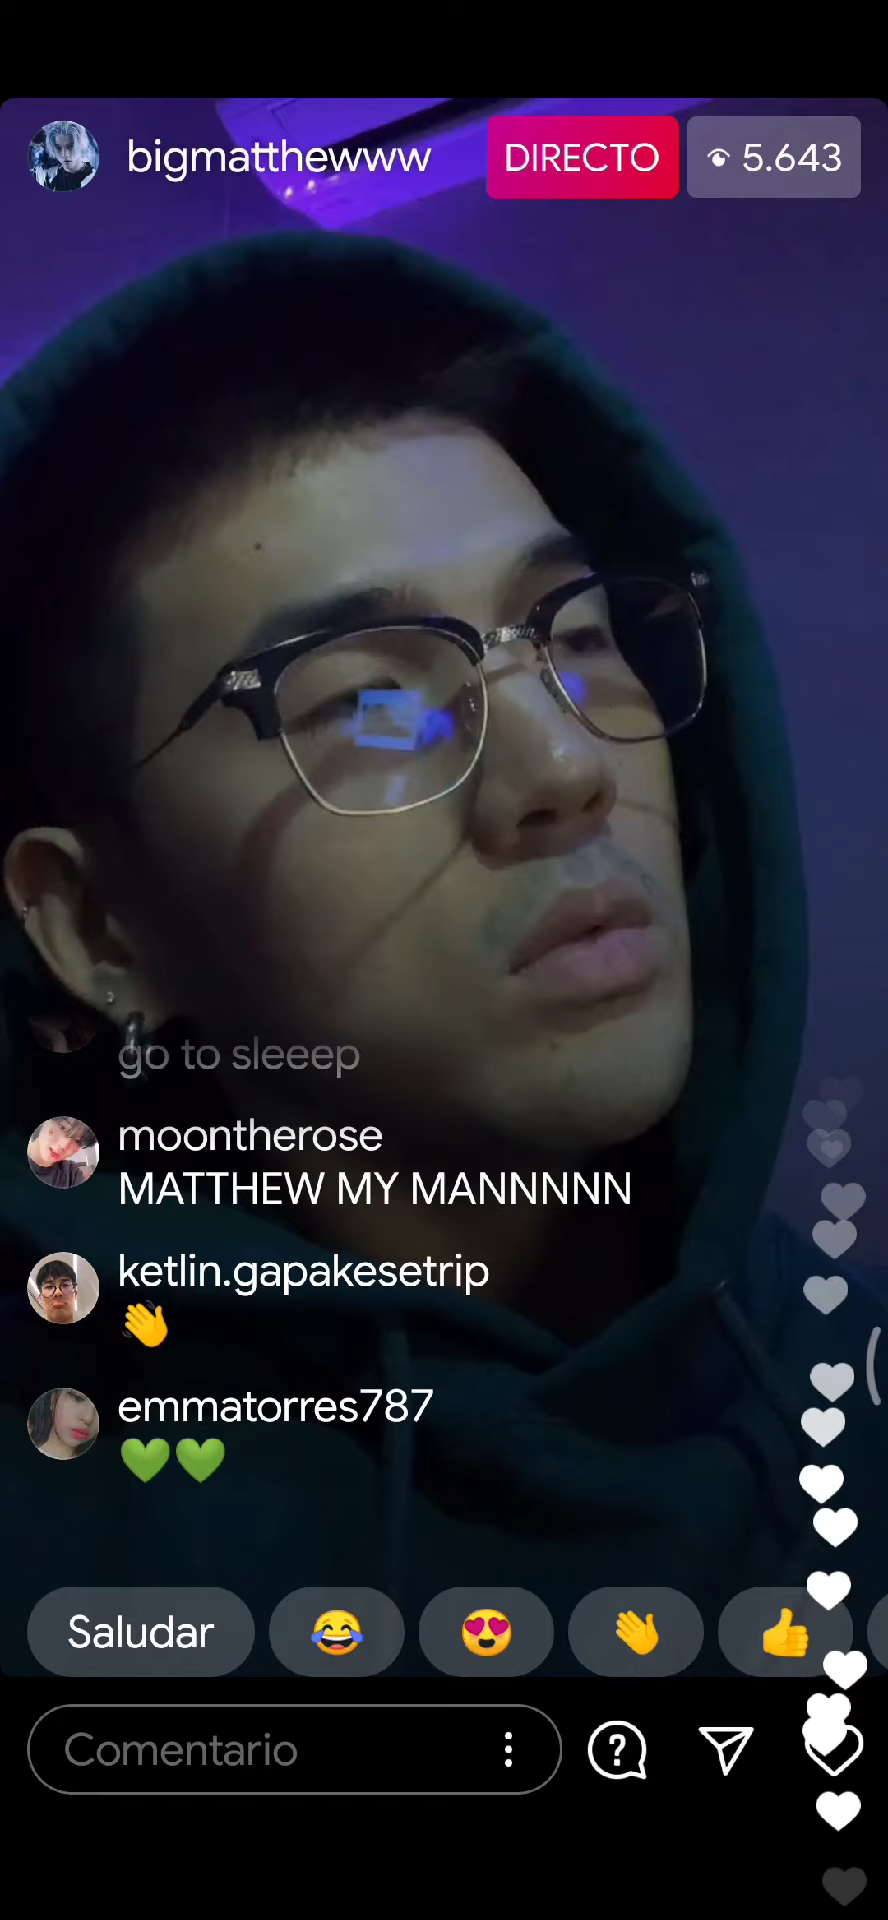 bigmatthewww
DIRECTO
5.643
go to sleeep
moontherose
MATTHEW MY MANNNNN
ketlin.gapakesetrip
👋
emmatorres787
💚💚
Saludar 😂 😍 👋 👍
Comentario